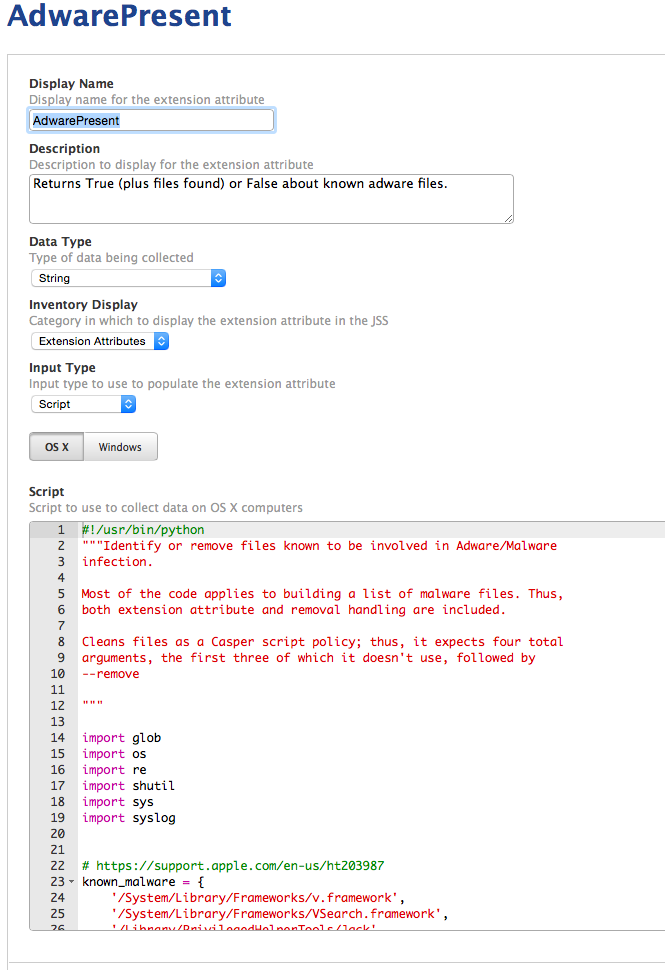 AdwarePresent
Display Name
Display name for the extension attribute
AdwarePresent
Description
Description to display for the extension attribute
Returns True (plus files found) or False about known adware files.
Data Type
Type of data being collected
String
Inventory Display
Category in which to display the extension attribute in the JSS
Extension Attributes
Input Type
Input type to use to populate the extension attribute
Script
OS X Windows
Script
Script to use to collect data on OS X computers
1 #!/usr/bin/python
2 """Identify or remove files known to be involved in Adware/Malware
3 infection.
4
5 Most of the code applies to building a list of malware files. Thus,
6 both extension attribute and removal handling are included.
7
8 Cleans files as a Casper script policy; thus, it expects four total
9 arguments, the first three of which it doesn't use, followed by
10 --remove
11
12 """
13
14 import glob
15 import os
16 import re
17 import shutil
18 import sys
19 import syslog
20
21
22 # https://support.apple.com/en-us/ht203987
23 known_malware = {
24 '/System/Library/Frameworks/v.framework',
25 '/System/Library/Frameworks/VSearch.framework',
26 '/Library/PrivilegedHelperTools/Jack',